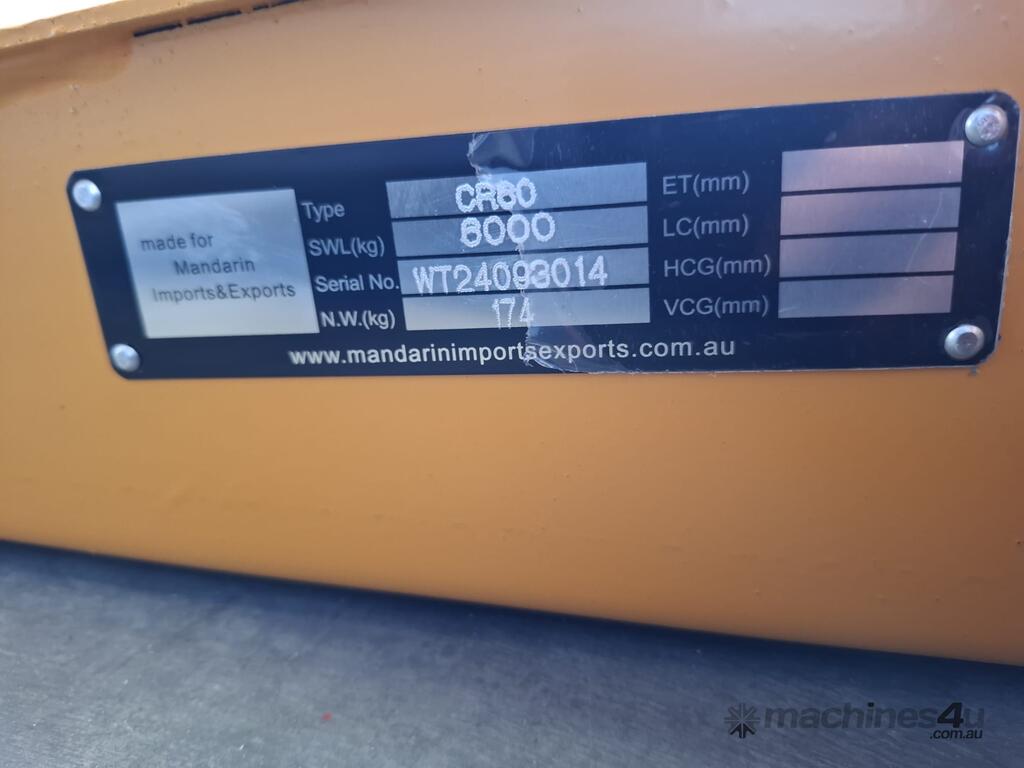 made for
Mandarin
Imports&Exports
Type CR60
SWL(kg) 6000
Serial No. WT24093014
N.W.(kg) 174
ET(mm)
LC(mm)
HCG(mm)
VCG(mm)
www.mandarinimportsexports.com.au
machines4u
.com.au